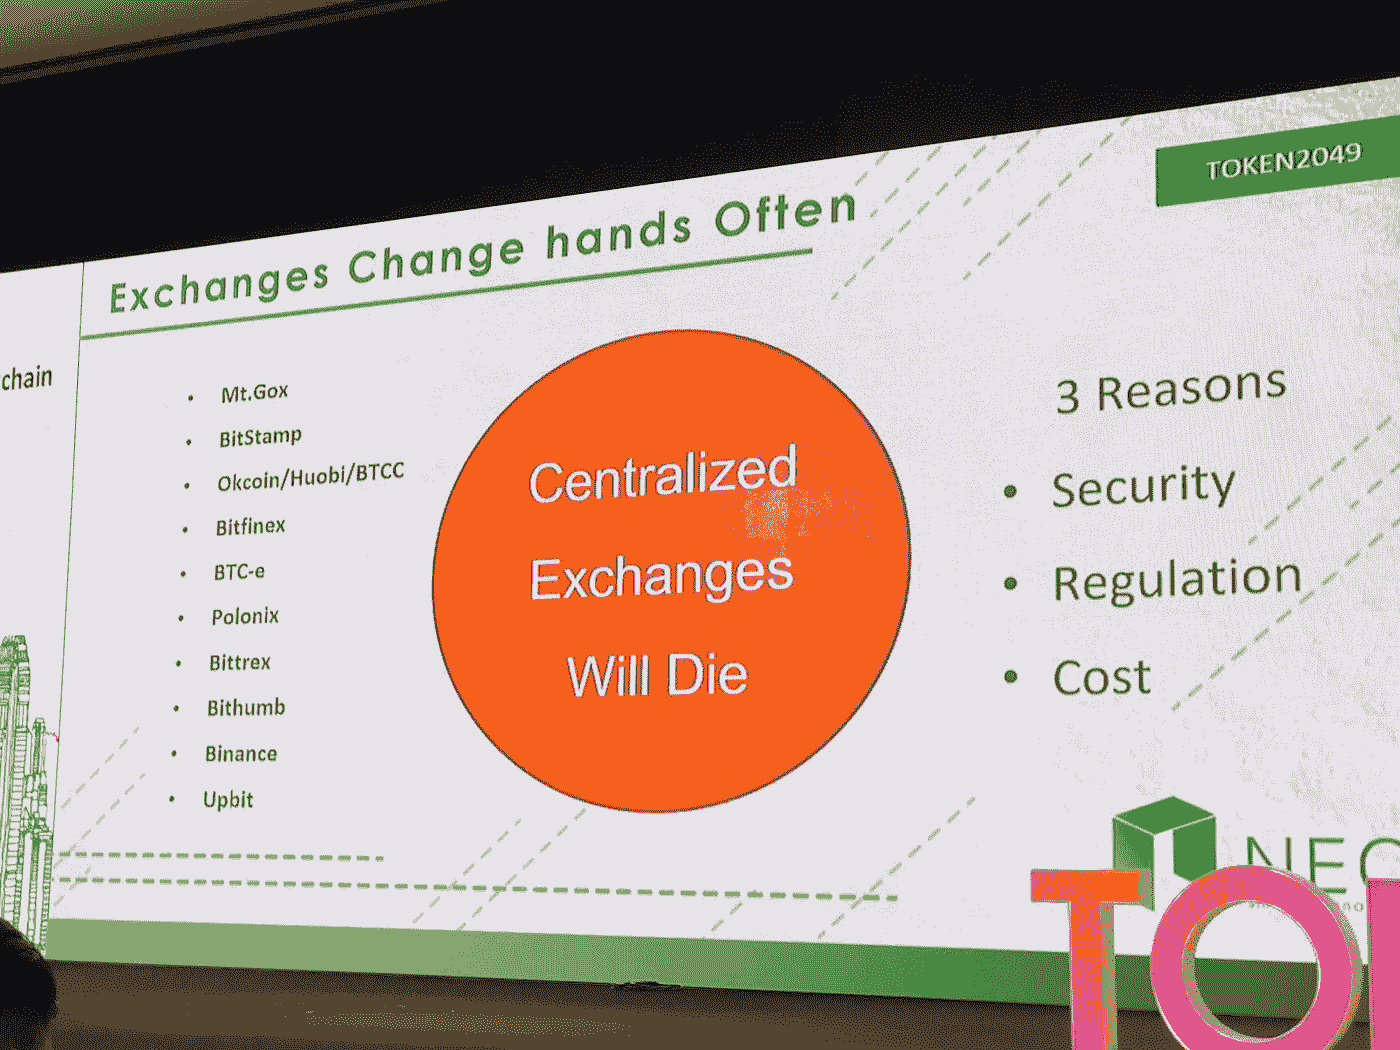 TOKEN2049
Exchanges Change hands Often
chain
Mt.Gox
BitStamp
Okcoin/Huobi/BTCC
Bitfinex
BTC-e
Polonix
Bittrex
Bithumb
Binance
Upbit
Centralized
Exchanges
Will Die
3 Reasons
Security
Regulation
Cost
NEO
TO